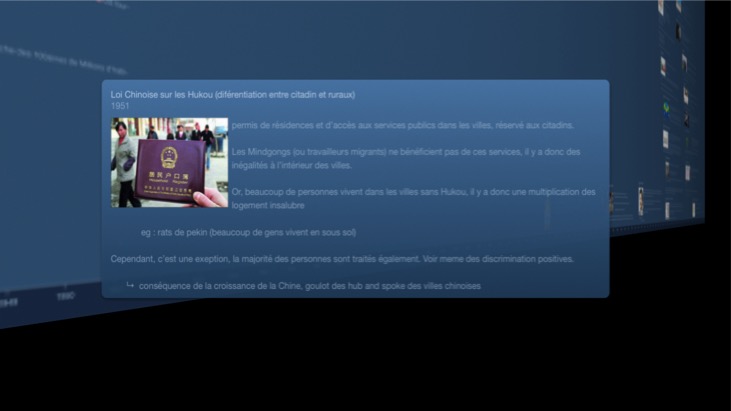 Loi Chinoise sur les Hukou (diférentiation entre citadin et ruraux)
1951
permis de résidences et d'accès aux services publics dans les villes, réservé aux citadins.
Les Mindgongs (ou travailleurs migrants) ne bénéficient pas de ces services, il y a donc des
inégalités à l'intérieur des villes.
Or, beaucoup de personnes vivent dans les villes sans Hukou, il y a donc une multiplication des
logement insalubre
居民户口簿
eg : rats de pekin (beaucoup de gens vivent en sous sol)
Cependant, c'est une exeption, la majorité des personnes sont traités également. Voir meme des discrimination positives.
↳ conséquence de la croissance de la Chine, goulot des hub and spoke des villes chinoises